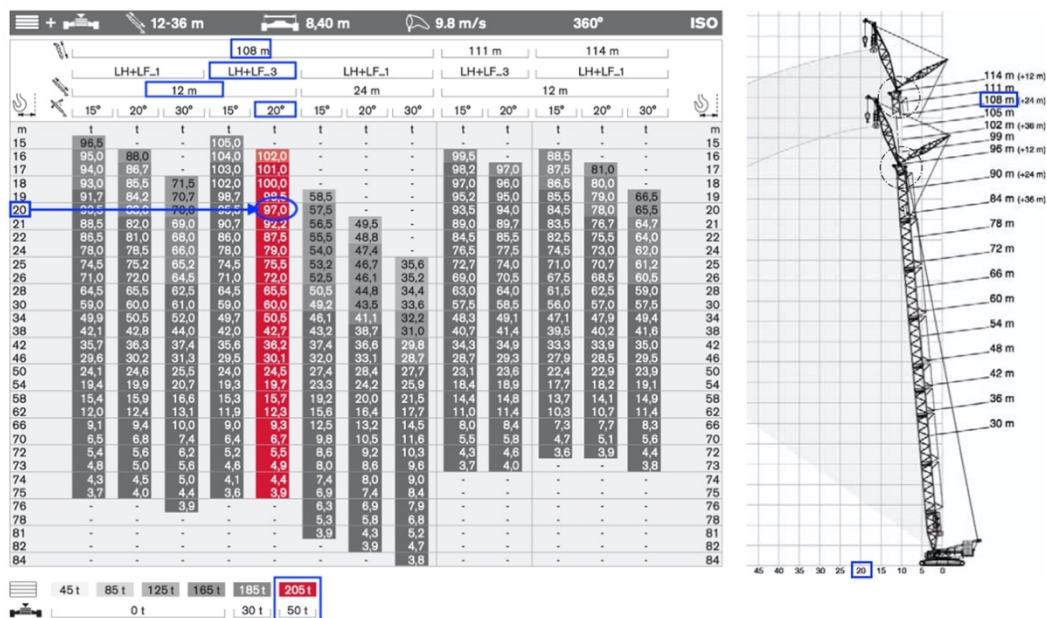 + 12-36 m 8,40 m 9.8 m/s 360° ISO
108 m 111 m 114 m
LH+LF_1 LH+LF_3 LH+LF_1 LH+LF_3 LH+LF_1
12 m 24 m 12 m
15° 20° 30° 15° 20° 15° 20° 30° 15° 20° 15° 20° 30°
m t t t t t t t t t t t t t m
15 96,5 - - 105,0 - - - - - - - - - 15
16 95,0 88,0 - 104,0 102,0 - - - 99,5 - 88,5 - - 16
17 94,0 86,7 - 103,0 101,0 - - - 98,2 97,0 87,5 81,0 - 17
18 93,0 85,5 71,5 102,0 100,0 - - - 97,0 96,0 86,5 80,0 - 18
19 91,7 84,2 70,7 98,7 98,5 58,5 - - 95,2 95,0 85,5 79,0 66,5 19
20 97,0 57,5 - - 93,5 94,0 84,5 78,0 65,5 20
21 88,5 82,0 69,0 90,7 92,2 56,5 49,5 - 89,0 89,7 83,5 76,7 64,7 21
22 86,5 81,0 68,0 86,0 87,5 55,5 48,8 - 84,5 85,5 82,5 75,5 64,0 22
24 78,0 78,5 66,0 78,0 79,0 54,0 47,4 - 76,5 77,5 74,5 73,0 62,0 24
25 74,5 75,2 65,2 74,5 75,5 53,2 46,7 35,6 72,7 74,0 71,0 70,7 61,2 25
26 71,0 72,0 64,5 71,0 72,0 52,5 46,1 35,2 69,0 70,5 67,5 68,5 60,5 26
28 64,5 65,5 62,5 64,5 65,5 50,5 44,8 34,4 63,0 64,0 61,5 62,5 59,0 28
30 59,0 60,0 61,0 59,0 60,0 49,2 43,5 33,6 57,5 58,5 56,0 57,0 57,5 30
34 49,9 50,5 52,0 49,7 50,5 46,1 41,1 32,2 48,3 49,1 47,1 47,9 49,4 34
38 42,1 42,8 44,0 42,0 42,7 43,2 38,7 31,0 40,7 41,4 39,5 40,2 41,6 38
42 35,7 36,3 37,4 35,6 36,2 37,4 36,6 29,8 34,3 34,9 33,3 33,9 35,0 42
46 29,6 30,2 31,3 29,5 30,1 32,0 33,1 28,7 28,7 29,3 27,9 28,5 29,5 46
50 24,1 24,6 25,5 24,0 24,5 27,4 28,4 27,7 23,1 23,6 22,4 22,9 23,9 50
54 19,4 19,9 20,7 19,3 19,7 23,3 24,2 25,9 18,4 18,9 17,7 18,2 19,1 54
58 15,4 15,9 16,6 15,3 15,7 19,2 20,0 21,5 14,4 14,8 13,7 14,1 14,9 58
62 12,0 12,4 13,1 11,9 12,3 15,6 16,4 17,7 11,0 11,4 10,3 10,7 11,4 62
66 9,1 9,4 10,0 9,0 9,3 12,5 13,2 14,5 8,0 8,4 7,3 7,7 8,3 66
70 6,5 6,8 7,4 6,4 6,7 9,8 10,5 11,6 5,5 5,8 4,7 5,1 5,6 70
72 5,4 5,6 6,2 5,2 5,5 8,6 9,2 10,3 4,3 4,6 3,6 3,9 4,4 72
73 4,8 5,0 5,6 4,6 4,9 8,0 8,6 9,6 3,7 4,0 - - 3,8 73
74 4,3 4,5 5,0 4,1 4,4 7,4 8,0 9,0 - - - - - 74
75 3,7 4,0 4,4 3,6 3,9 6,9 7,4 8,4 - - - - - 75
76 - - 3,9 - - 6,3 6,9 7,9 - - - - - 76
78 - - - - - 5,3 5,8 6,8 - - - - - 78
81 - - - - - 3,9 4,3 5,2 - - - - - 81
82 - - - - - - 3,9 4,7 - - - - - 82
84 - - - - - - - 3,8 - - - - - 84
45 t 85 t 125 t 165 t 185 t 205 t
0 t 30 t 50 t
114 m (+12 m)
111 m
108 m (+24 m)
105 m
102 m (+36 m)
99 m
96 m (+12 m)
90 m (+24 m)
84 m (+36 m)
78 m
72 m
66 m
60 m
54 m
48 m
42 m
36 m
30 m
45 40 35 30 25 20 15 10 5 0